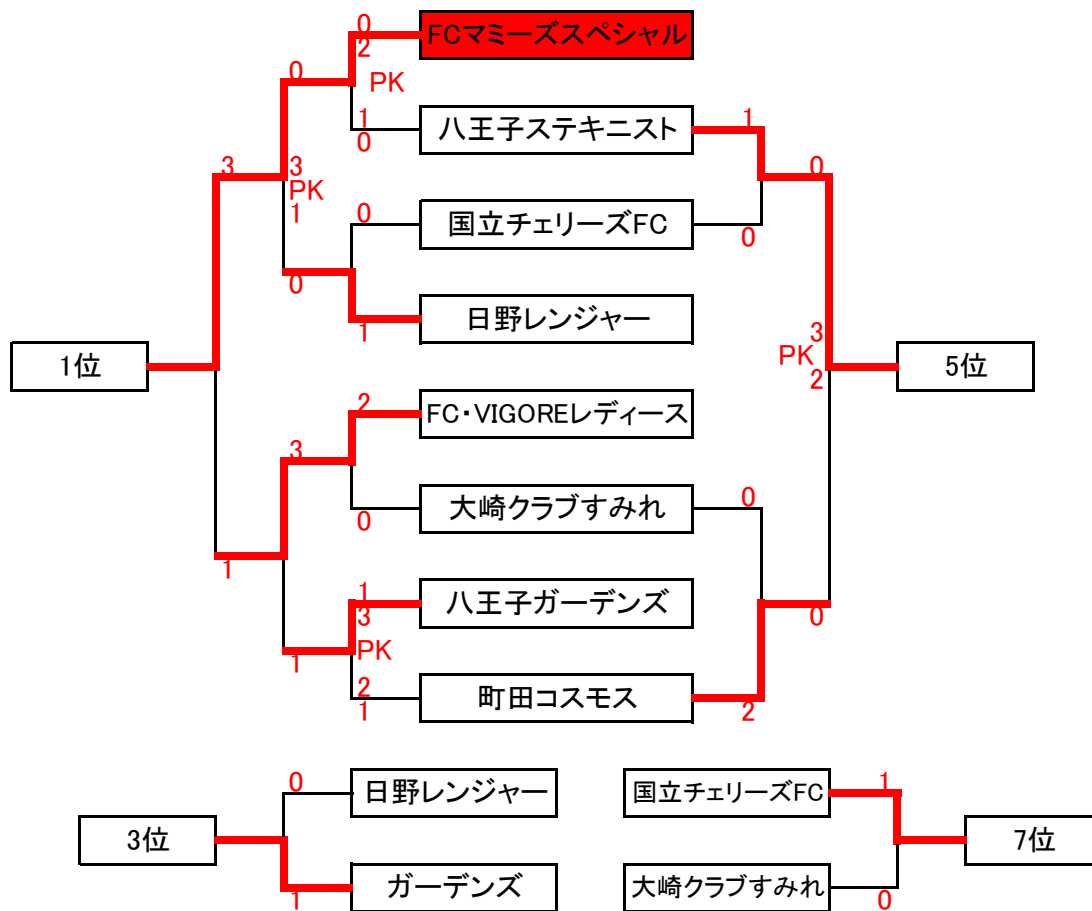 0
FCマミーズスペシャル
2
0
PK
1
八王子ステキニスト
1
0
3
3
0
PK
1
0
国立チェリーズFC
0
0
日野レンジャー
1
3
1位
PK
5位
2
2
FC・VIGOREレディース
3
大崎クラブすみれ
0
0
1
1
八王子ガーデンズ
3
0
1
PK
2
町田コスモス
1
2
0
日野レンジャー
国立チェリーズFC
1
3位
7位
ガーデンズ
大崎クラブすみれ
1
0